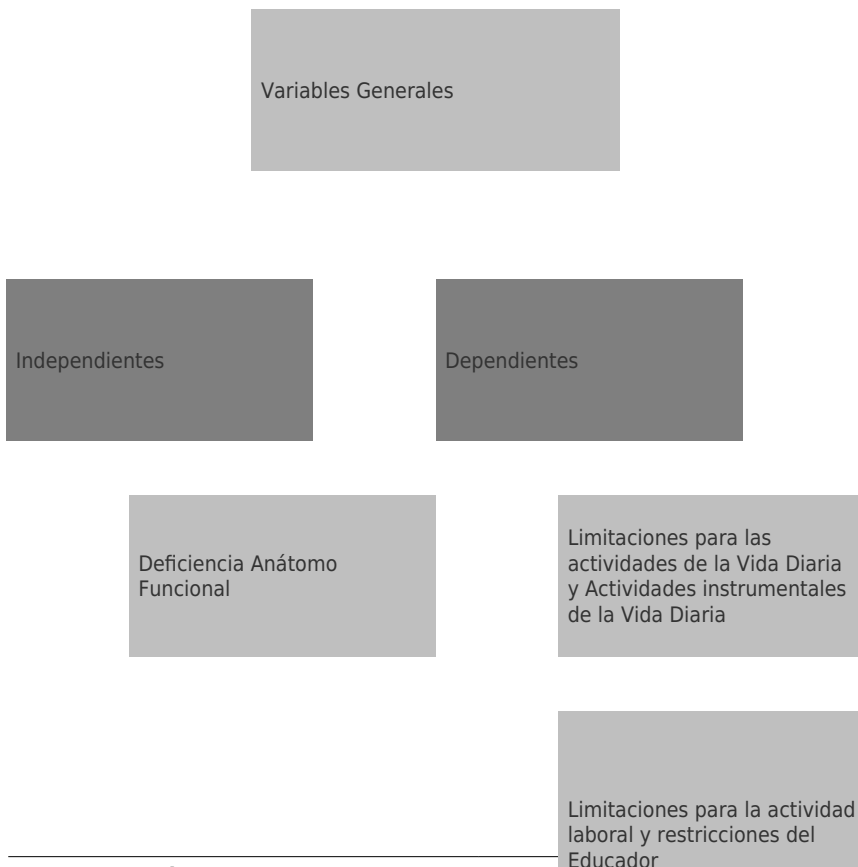 Variables Generales
Independientes
Dependientes
Deficiencia Anátomo
Funcional
Limitaciones para las
actividades de la Vida Diaria
y Actividades instrumentales
de la Vida Diaria
Limitaciones para la actividad
laboral y restricciones del
Educador